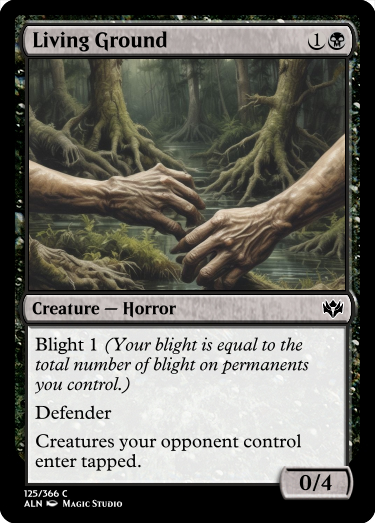 Living Ground 1
Creature — Horror
Blight 1 (Your blight is equal to the
total number of blight on permanents
you control.)
Defender
Creatures your opponent control
enter tapped.
0/4
125/366 C
ALN Magic Studio